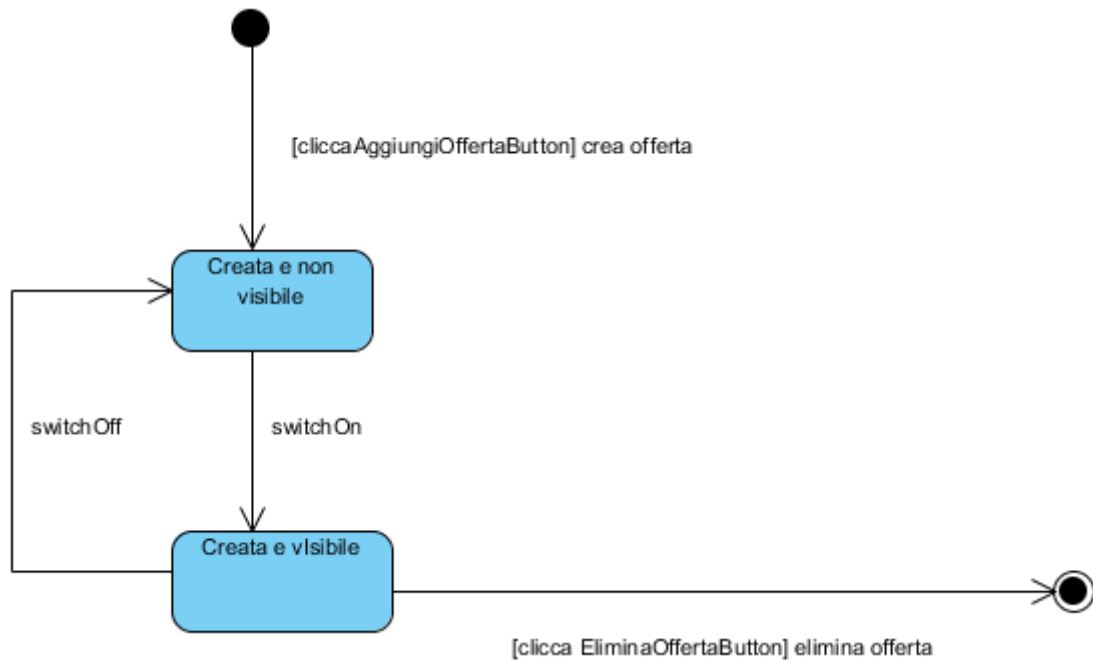 [cliccaAggiungiOffertaButton] crea offerta
Creata e non
visibile
switchOff
switchOn
Creata e vIsibile
[clicca EliminaOffertaButton] elimina offerta